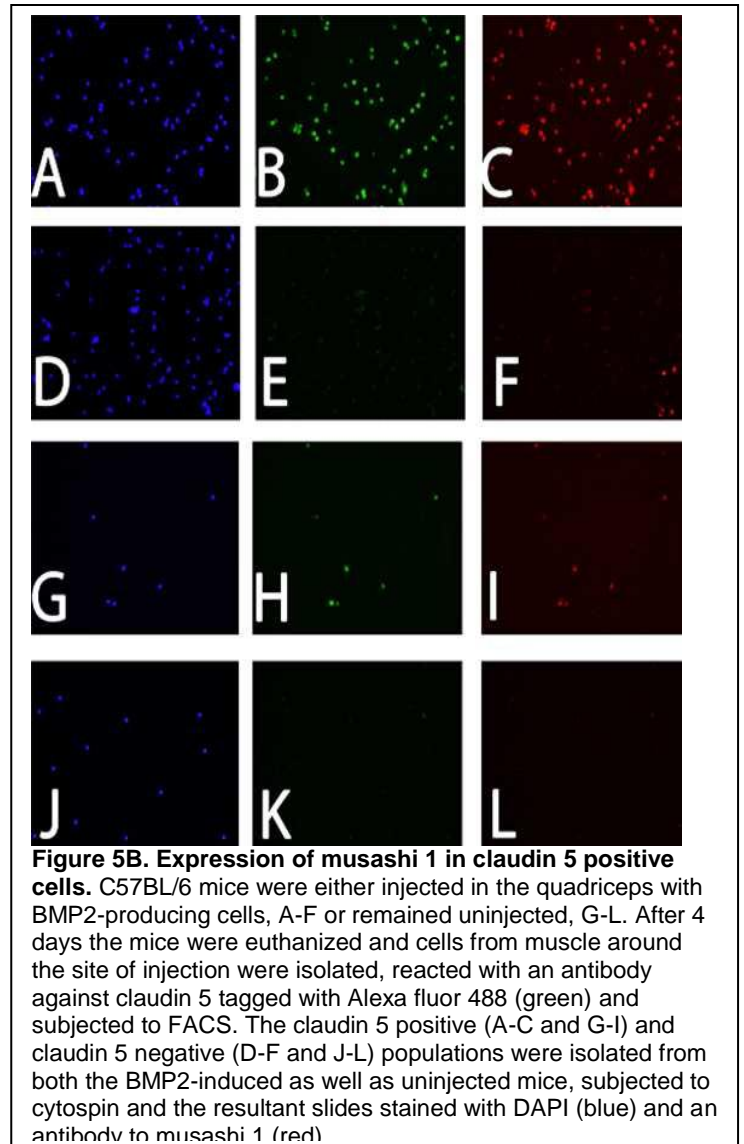 A B C
D E F
G H I
J K L
Figure 5B. Expression of musashi 1 in claudin 5 positive
cells. C57BL/6 mice were either injected in the quadriceps with
BMP2-producing cells, A-F or remained uninjected, G-L. After 4
days the mice were euthanized and cells from muscle around
the site of injection were isolated, reacted with an antibody
against claudin 5 tagged with Alexa fluor 488 (green) and
subjected to FACS. The claudin 5 positive (A-C and G-I) and
claudin 5 negative (D-F and J-L) populations were isolated from
both the BMP2-induced as well as uninjected mice, subjected to
cytospin and the resultant slides stained with DAPI (blue) and an
antibody to musashi 1 (red)